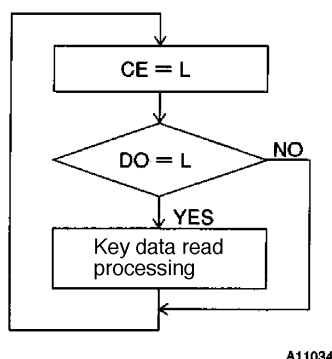 CE = L
DO = L
NO
YES
Key data read
processing
A11034